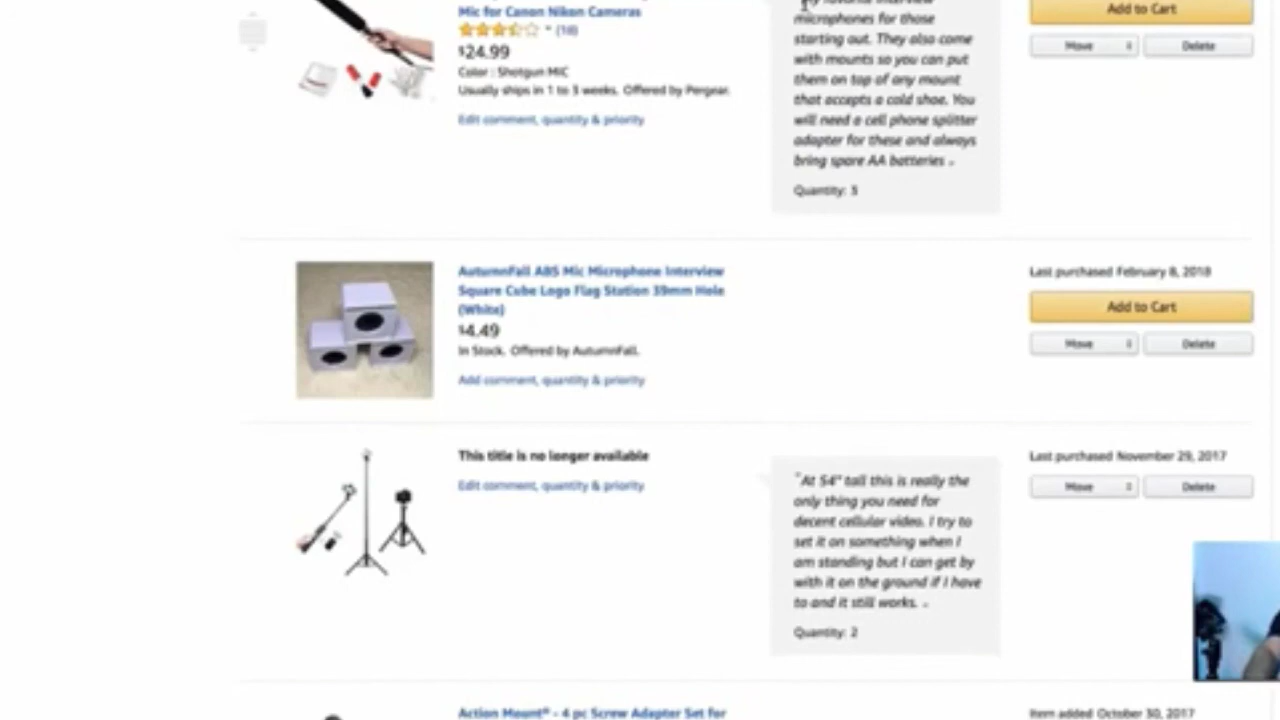 Mic for Canon Nikon Cameras
(18)
$24.99
Color : Shotgun MIC
Usually ships in 1 to 3 weeks. Offered by Pergear.
Edit comment, quantity & priority
My favorite interview
microphones for those
starting out. They also come
with mounts so you can put
them on top of any mount
that accepts a cold shoe. You
will need a cell phone splitter
adapter for these and always
bring spare AA batteries "
Quantity: 3
Add to Cart
Move
Delete
AutumnFall ABS Mic Microphone Interview
Square Cube Logo Flag Station 39mm Hole
(White)
$4.49
In Stock. Offered by AutumnFall.
Add comment, quantity & priority
Last purchased February 8, 2018
Add to Cart
Move
Delete
This title is no longer available
Edit comment, quantity & priority
"At 54" tall this is really the
only thing you need for
decent cellular video. I try to
set it on something when I
am standing but I can get by
with it on the ground if I have
to and it still works. "
Quantity: 2
Last purchased November 29, 2017
Move
Delete
Action Mount® - 4 pc Screw Adapter Set for
Item added October 30, 2017